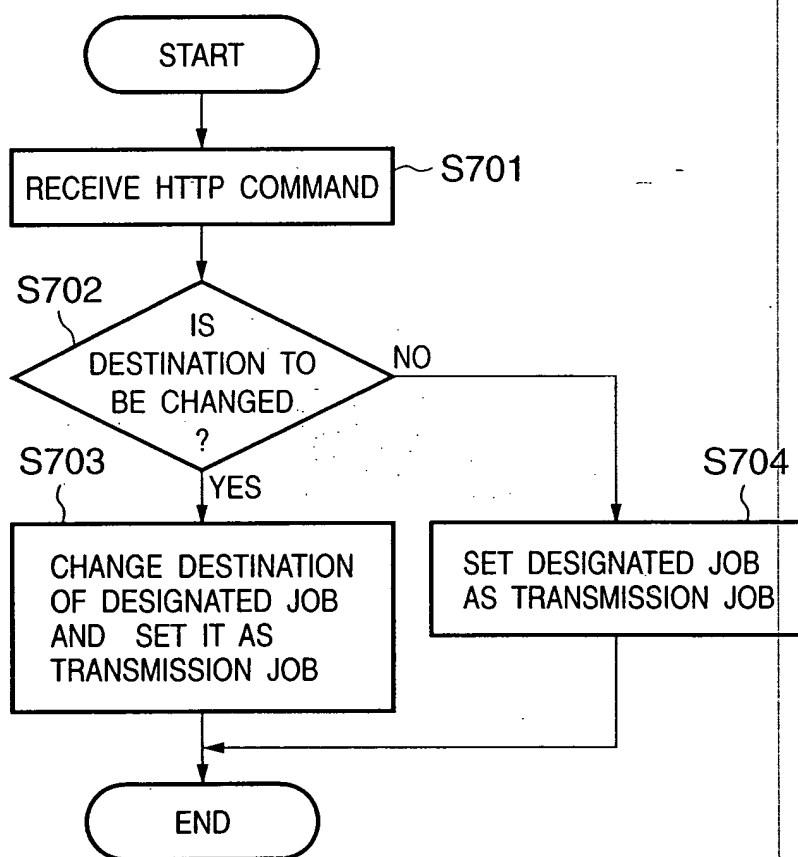 START
RECEIVE HTTP COMMAND
S701
S702
IS
DESTINATION TO
BE CHANGED
?
NO
YES
S703
CHANGE DESTINATION
OF DESIGNATED JOB
AND SET IT AS
TRANSMISSION JOB
S704
SET DESIGNATED JOB
AS TRANSMISSION JOB
END